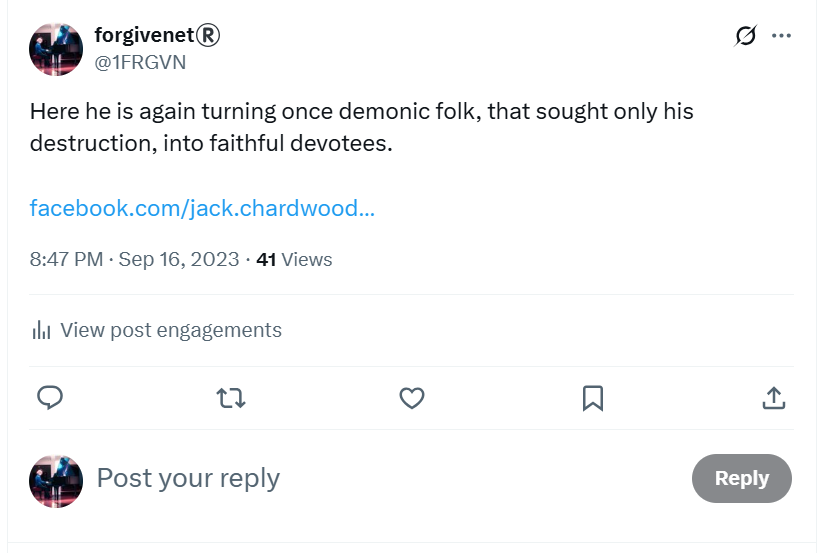 forgivenet®
@1FRGVN
Here he is again turning once demonic folk, that sought only his
destruction, into faithful devotees.
facebook.com/jack.chardwood...
8:47 PM · Sep 16, 2023 · 41 Views
View post engagements
Post your reply
Reply